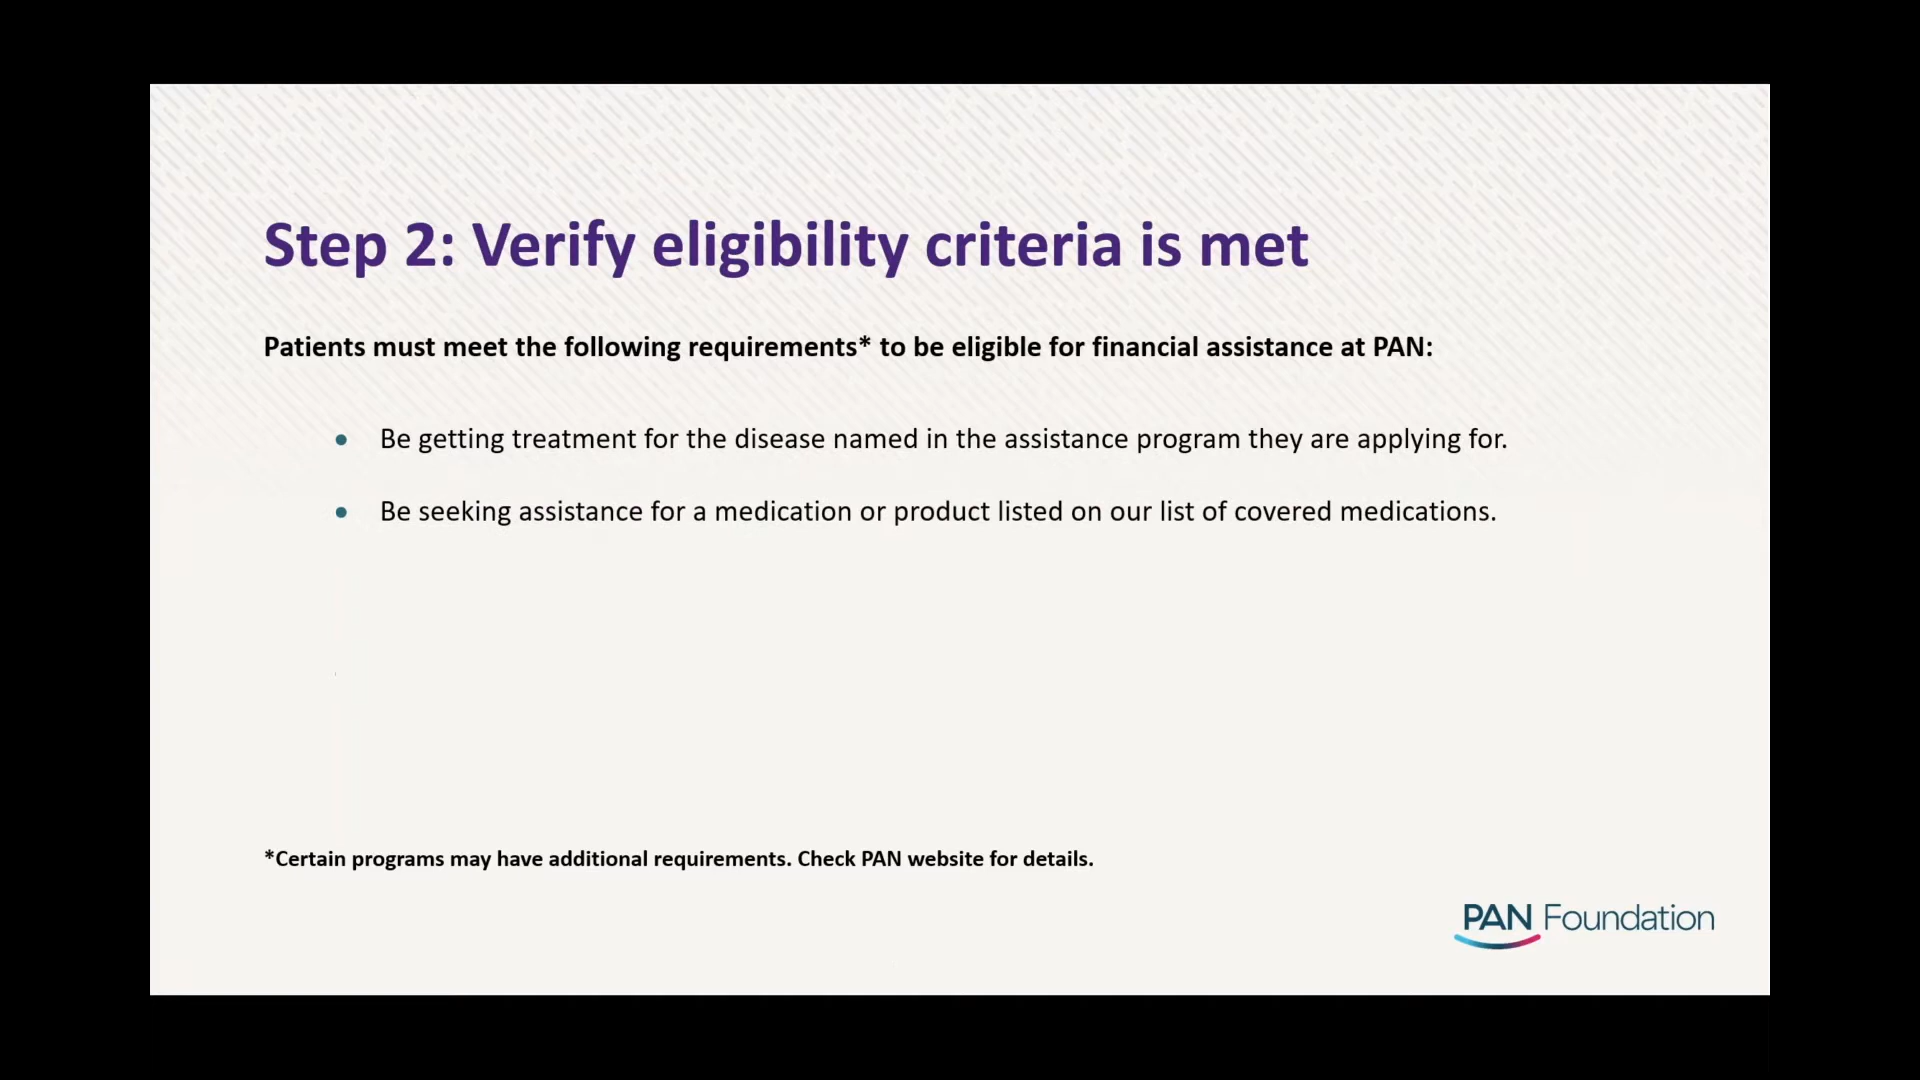 Step 2: Verify eligibility criteria is met
Patients must meet the following requirements* to be eligible for financial assistance at PAN:
• Be getting treatment for the disease named in the assistance program they are applying for.
• Be seeking assistance for a medication or product listed on our list of covered medications.
*Certain programs may have additional requirements. Check PAN website for details.
PAN Foundation